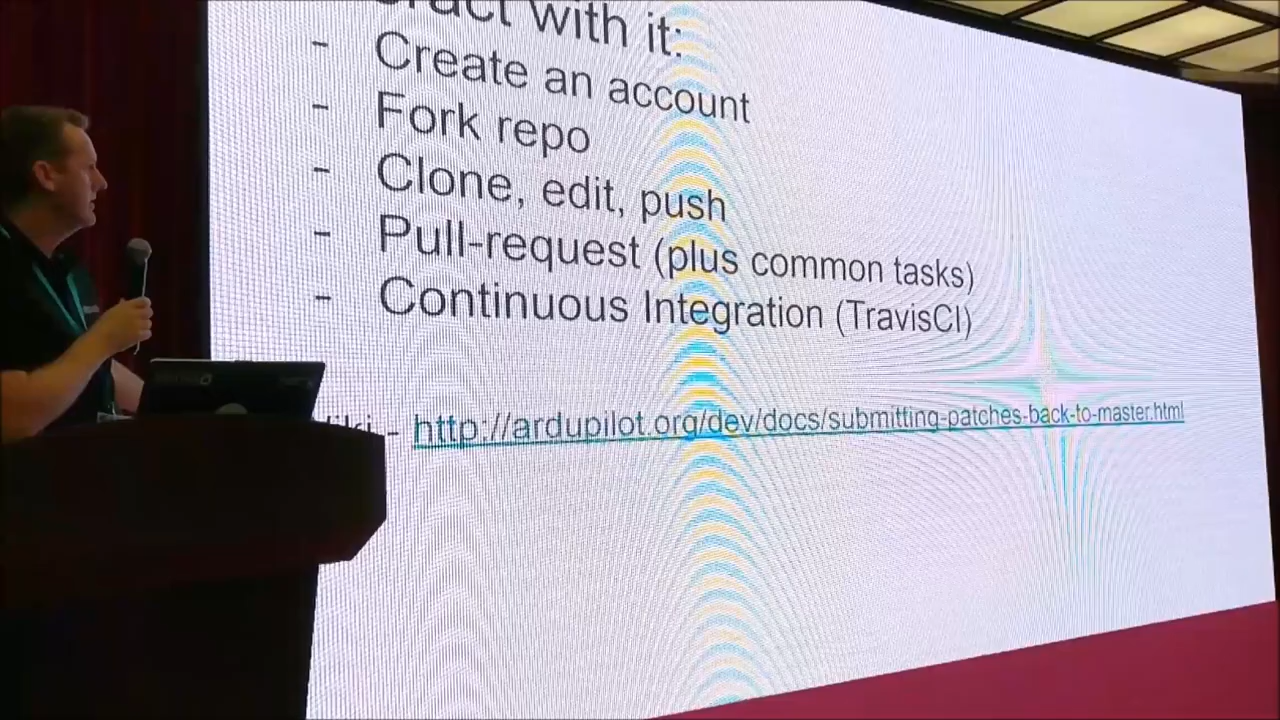 with it:
- Create an account
- Fork repo
- Clone, edit, push
- Pull-request (plus common tasks)
- Continuous Integration (TravisCI)
- http://ardupilot.org/dev/docs/submitting-patches-back-to-master.html